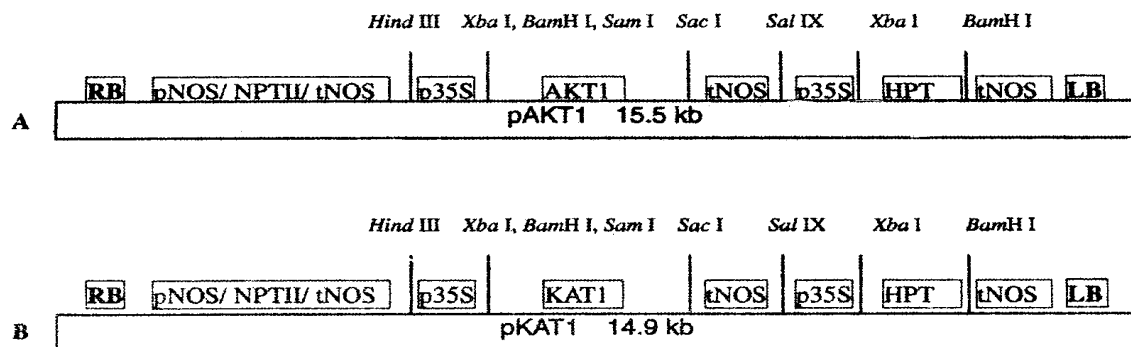 Hind III Xba I, BamH I, Sam I Sac I Sal IX Xba I BamH I
RB pNOS/ NPTII/ tNOS p35S AKT1 tNOS p35S HPT tNOS LB
A pAKT1 15.5 kb
Hind III Xba I, BamH I, Sam I Sac I Sal IX Xba I BamH I
RB pNOS/ NPTII/ tNOS p35S KAT1 tNOS p35S HPT tNOS LB
B pKAT1 14.9 kb